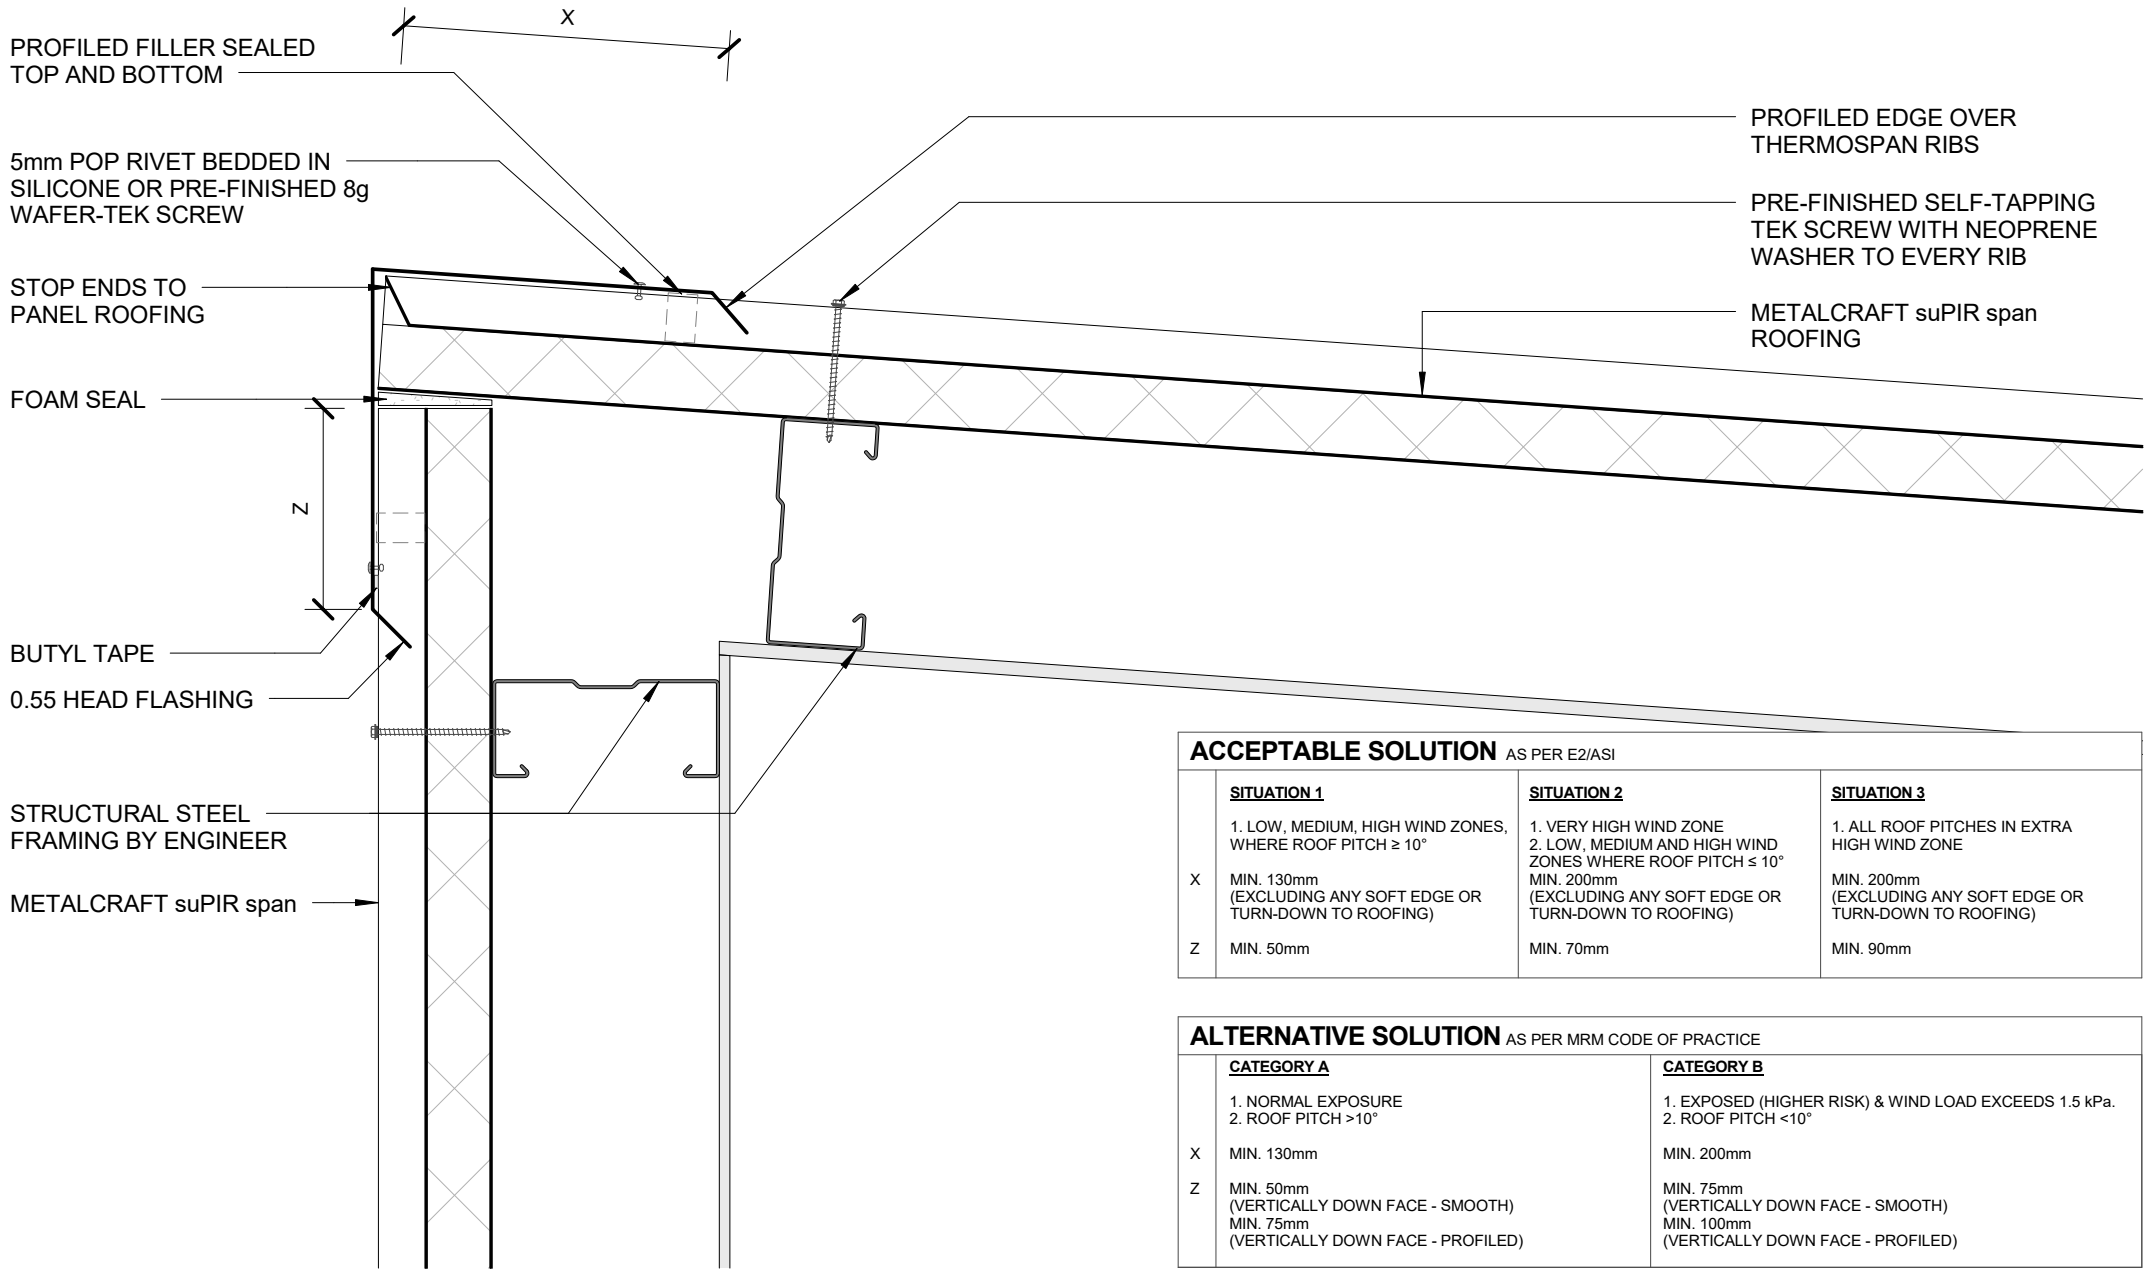 X
PROFILED FILLER SEALED
TOP AND BOTTOM
5mm POP RIVET BEDDED IN
SILICONE OR PRE-FINISHED 8g
WAFER-TEK SCREW
STOP ENDS TO
PANEL ROOFING
FOAM SEAL
Z
BUTYL TAPE
0.55 HEAD FLASHING
STRUCTURAL STEEL
FRAMING BY ENGINEER
METALCRAFT suPIR span
PROFILED EDGE OVER
THERMOSPAN RIBS
PRE-FINISHED SELF-TAPPING
TEK SCREW WITH NEOPRENE
WASHER TO EVERY RIB
METALCRAFT suPIR span
ROOFING
ACCEPTABLE SOLUTION AS PER E2/ASI
SITUATION 1
1. LOW, MEDIUM, HIGH WIND ZONES,
WHERE ROOF PITCH ≥ 10°
X
MIN. 130mm
(EXCLUDING ANY SOFT EDGE OR
TURN-DOWN TO ROOFING)
Z
MIN. 50mm
SITUATION 2
1. VERY HIGH WIND ZONE
2. LOW, MEDIUM AND HIGH WIND
ZONES WHERE ROOF PITCH ≤ 10°
MIN. 200mm
(EXCLUDING ANY SOFT EDGE OR
TURN-DOWN TO ROOFING)
MIN. 70mm
SITUATION 3
1. ALL ROOF PITCHES IN EXTRA
HIGH WIND ZONE
MIN. 200mm
(EXCLUDING ANY SOFT EDGE OR
TURN-DOWN TO ROOFING)
MIN. 90mm
ALTERNATIVE SOLUTION AS PER MRM CODE OF PRACTICE
CATEGORY A
1. NORMAL EXPOSURE
2. ROOF PITCH >10°
X
MIN. 130mm
Z
MIN. 50mm
(VERTICALLY DOWN FACE - SMOOTH)
MIN. 75mm
(VERTICALLY DOWN FACE - PROFILED)
CATEGORY B
1. EXPOSED (HIGHER RISK) & WIND LOAD EXCEEDS 1.5 kPa.
2. ROOF PITCH <10°
MIN. 200mm
MIN. 75mm
(VERTICALLY DOWN FACE - SMOOTH)
MIN. 100mm
(VERTICALLY DOWN FACE - PROFILED)